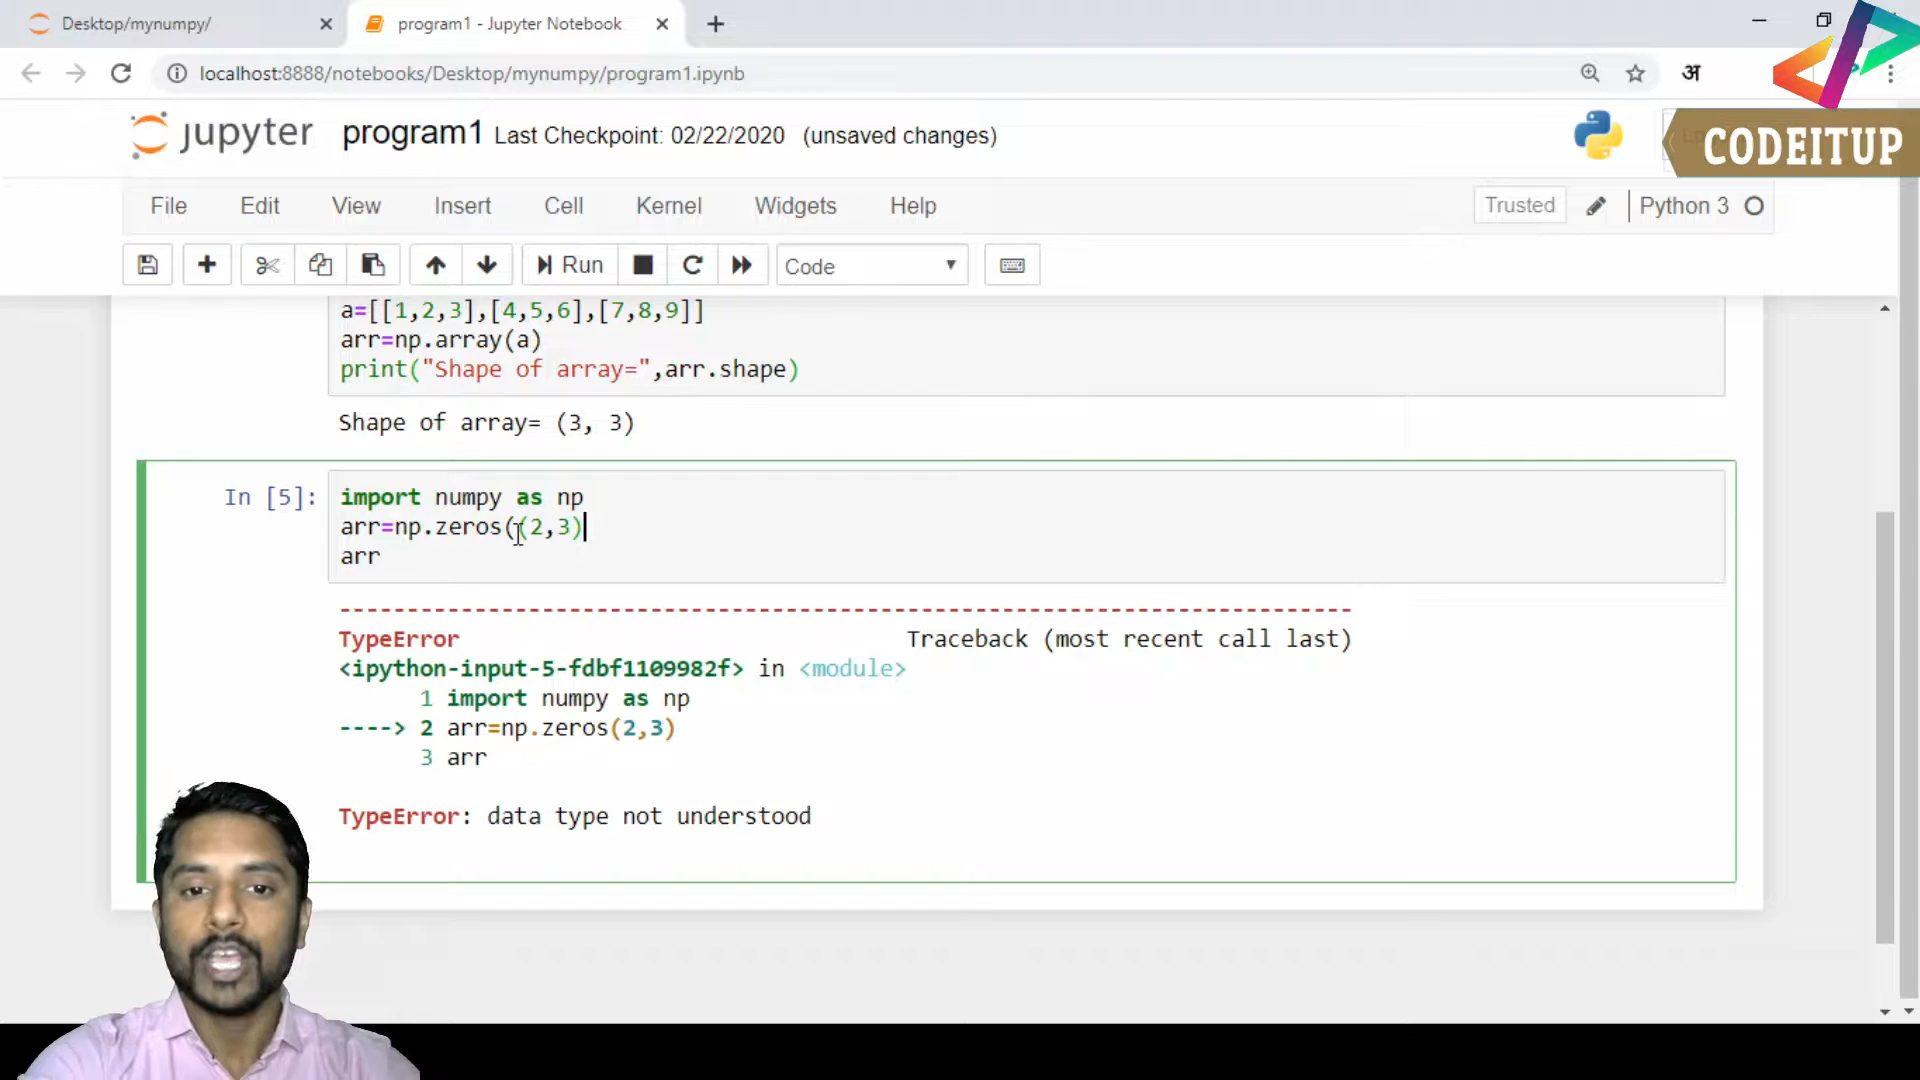 Desktop/mynumpy/
program1 - Jupyter Notebook
localhost:8888/notebooks/Desktop/mynumpy/program1.ipynb
अ
jupyter program1 Last Checkpoint: 02/22/2020 (unsaved changes)
CODEITUP
File Edit View Insert Cell Kernel Widgets Help Trusted Python 3
Run Code
a=[[1,2,3],[4,5,6],[7,8,9]]
arr=np.array(a)
print("Shape of array=",arr.shape)
Shape of array= (3, 3)
In [5]: import numpy as np
arr=np.zeros((2,3)
arr
---------------------------------------------------------------------------
TypeError Traceback (most recent call last)
<ipython-input-5-fdbf1109982f> in <module>
1 import numpy as np
----> 2 arr=np.zeros(2,3)
3 arr
TypeError: data type not understood